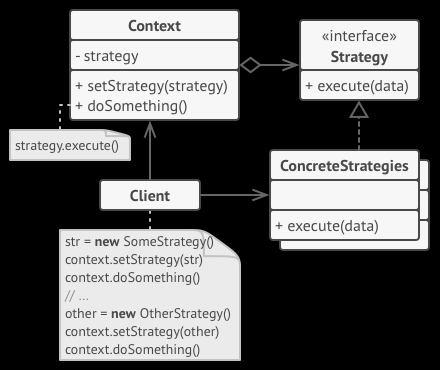 Context
- strategy
+ setStrategy(strategy)
+ doSomething()
«interface»
Strategy
+ execute(data)
strategy.execute()
ConcreteStrategies
+ execute(data)
Client
str = new SomeStrategy()
context.setStrategy(str)
context.doSomething()
// ...
other = new OtherStrategy()
context.setStrategy(other)
context.doSomething()